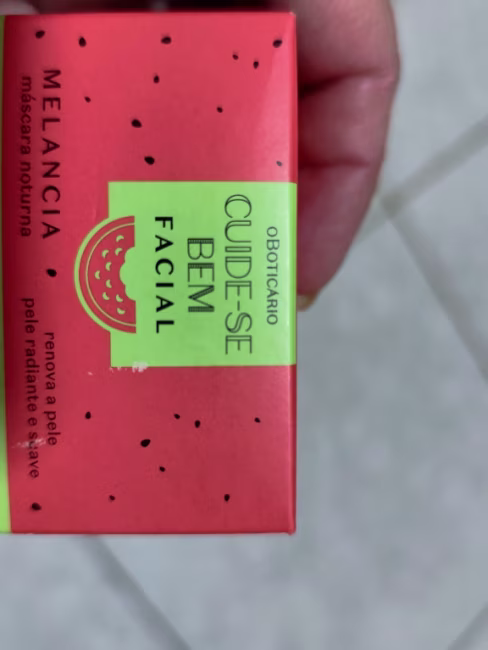 oBOTICÁRIO
CUIDE-SE
BEM
FACIAL
MELANCIA
máscara noturna
renova a pele
pele radiante e suave